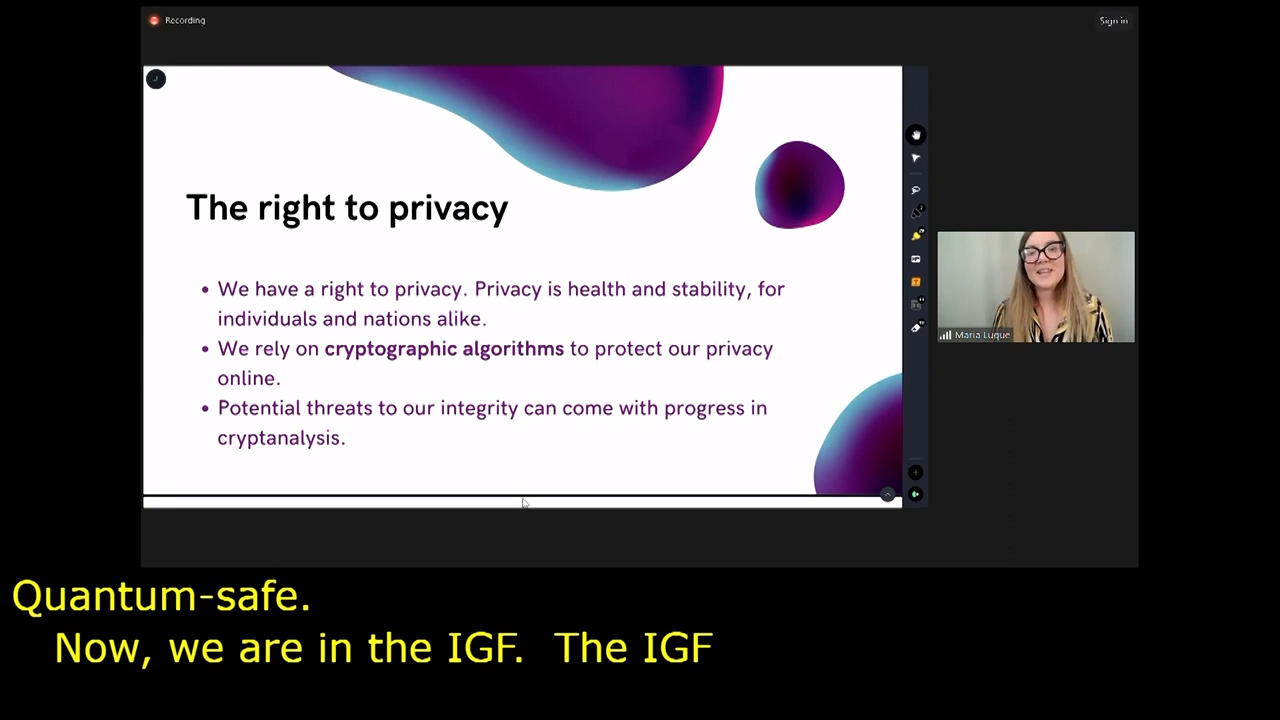 Recording
Sign in
The right to privacy
• We have a right to privacy. Privacy is health and stability, for
individuals and nations alike.
• We rely on cryptographic algorithms to protect our privacy
online.
• Potential threats to our integrity can come with progress in
cryptanalysis.
Maria Luque
Quantum-safe.
Now, we are in the IGF. The IGF